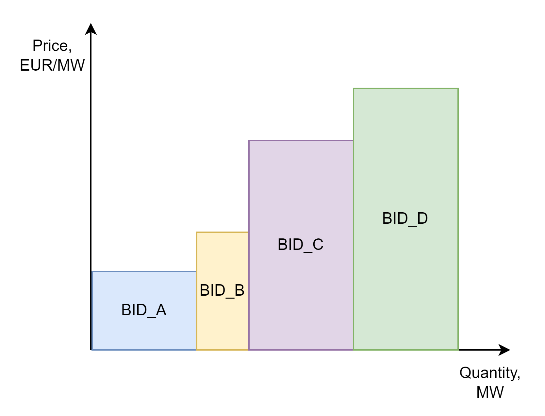 Price,
EUR/MW
BID_A
BID_B
BID_C
BID_D
Quantity,
MW